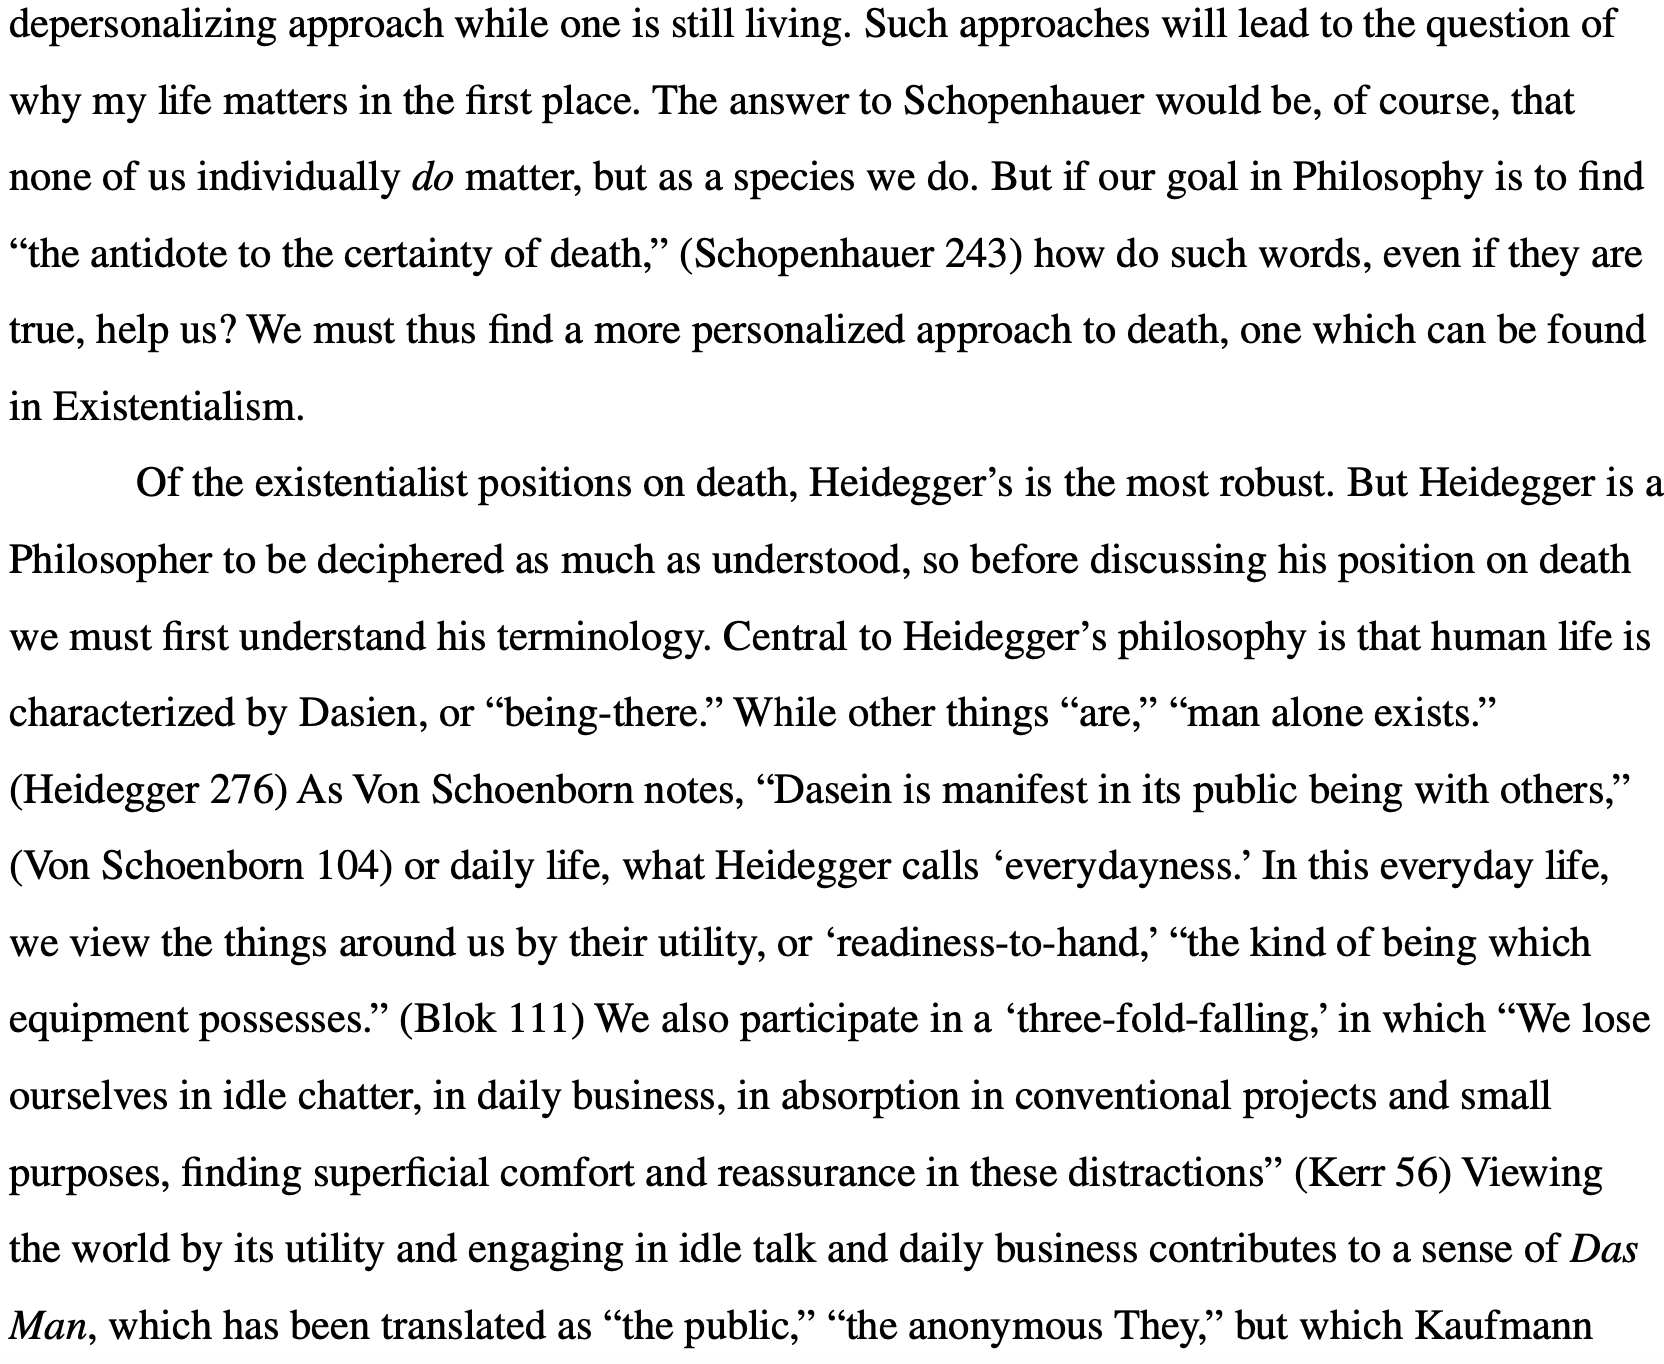 depersonalizing approach while one is still living. Such approaches will lead to the question of
why my life matters in the first place. The answer to Schopenhauer would be, of course, that
none of us individually do matter, but as a species we do. But if our goal in Philosophy is to find
“the antidote to the certainty of death,” (Schopenhauer 243) how do such words, even if they are
true, help us? We must thus find a more personalized approach to death, one which can be found
in Existentialism.
Of the existentialist positions on death, Heidegger’s is the most robust. But Heidegger is a
Philosopher to be deciphered as much as understood, so before discussing his position on death
we must first understand his terminology. Central to Heidegger’s philosophy is that human life is
characterized by Dasien, or “being-there.” While other things “are,” “man alone exists.”
(Heidegger 276) As Von Schoenborn notes, “Dasein is manifest in its public being with others,”
(Von Schoenborn 104) or daily life, what Heidegger calls ‘everydayness.’ In this everyday life,
we view the things around us by their utility, or ‘readiness-to-hand,’ “the kind of being which
equipment possesses.” (Blok 111) We also participate in a ‘three-fold-falling,’ in which “We lose
ourselves in idle chatter, in daily business, in absorption in conventional projects and small
purposes, finding superficial comfort and reassurance in these distractions” (Kerr 56) Viewing
the world by its utility and engaging in idle talk and daily business contributes to a sense of Das
Man, which has been translated as “the public,” “the anonymous They,” but which Kaufmann